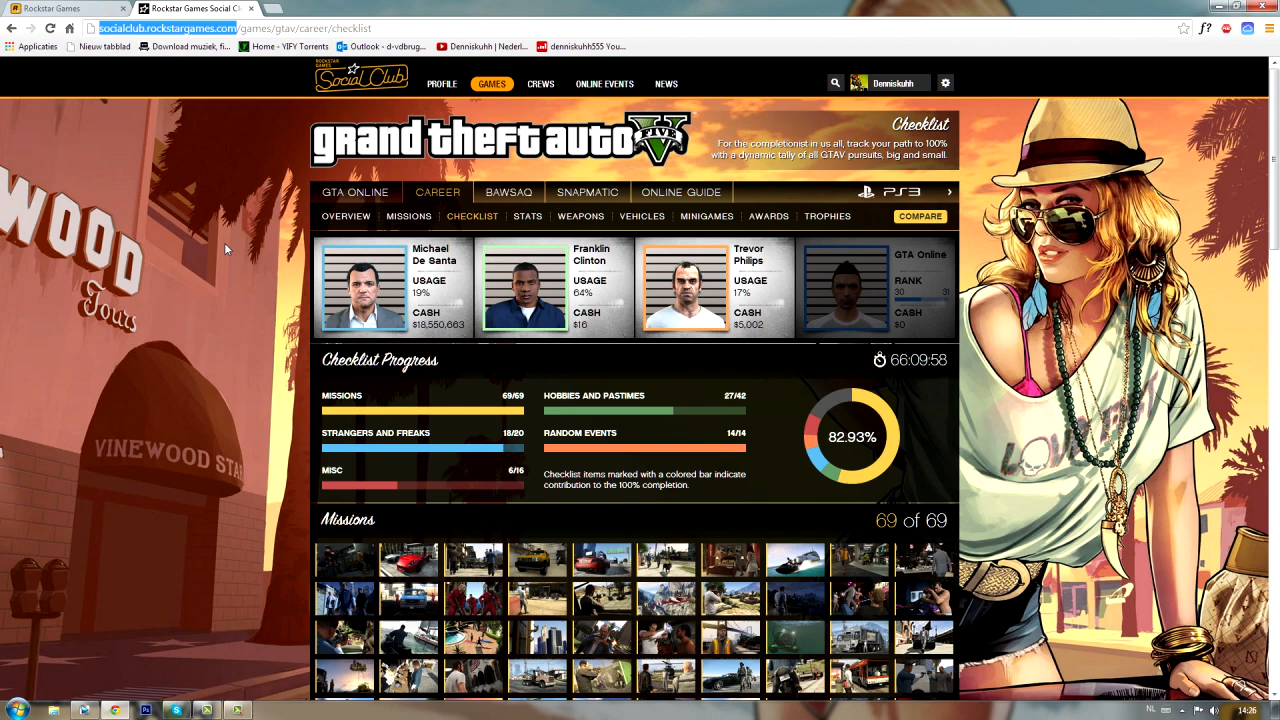 Rockstar Games
Rockstar Games Social Cl
socialclub.rockstargames.com/games/gtav/career/checklist
f?
Applicaties
Nieuw tabblad
Download muziek, fi...
Home - YIFY Torrents
Outlook - d-vdbrug...
Denniskuhh | Nederl...
denniskuhh555 You...
ROCKSTAR GAMES
Social Club
PROFILE
GAMES
CREWS
ONLINE EVENTS
NEWS
Denniskuhh
grand theft auto
FIVE
Checklist
For the completionist in us all, track your path to 100%
with a dynamic tally of all GTAV pursuits, big and small.
GTA ONLINE
CAREER
BAWSAQ
SNAPMATIC
ONLINE GUIDE
PS3
OVERVIEW
MISSIONS
CHECKLIST
STATS
WEAPONS
VEHICLES
MINIGAMES
AWARDS
TROPHIES
COMPARE
Michael
De Santa
USAGE
19%
CASH
$18,550,663
Franklin
Clinton
USAGE
64%
CASH
$16
Trevor
Philips
USAGE
17%
CASH
$5,002
GTA Online
RANK
30 31
CASH
$0
Checklist Progress
66:09:58
MISSIONS 69/69
HOBBIES AND PASTIMES 27/42
STRANGERS AND FREAKS 18/20
RANDOM EVENTS 14/14
MISC 6/16
Checklist items marked with a colored bar indicate
contribution to the 100% completion.
82.93%
Missions
69 of 69
WOOD
Tours
VINEWOOD STA
NL
14:26